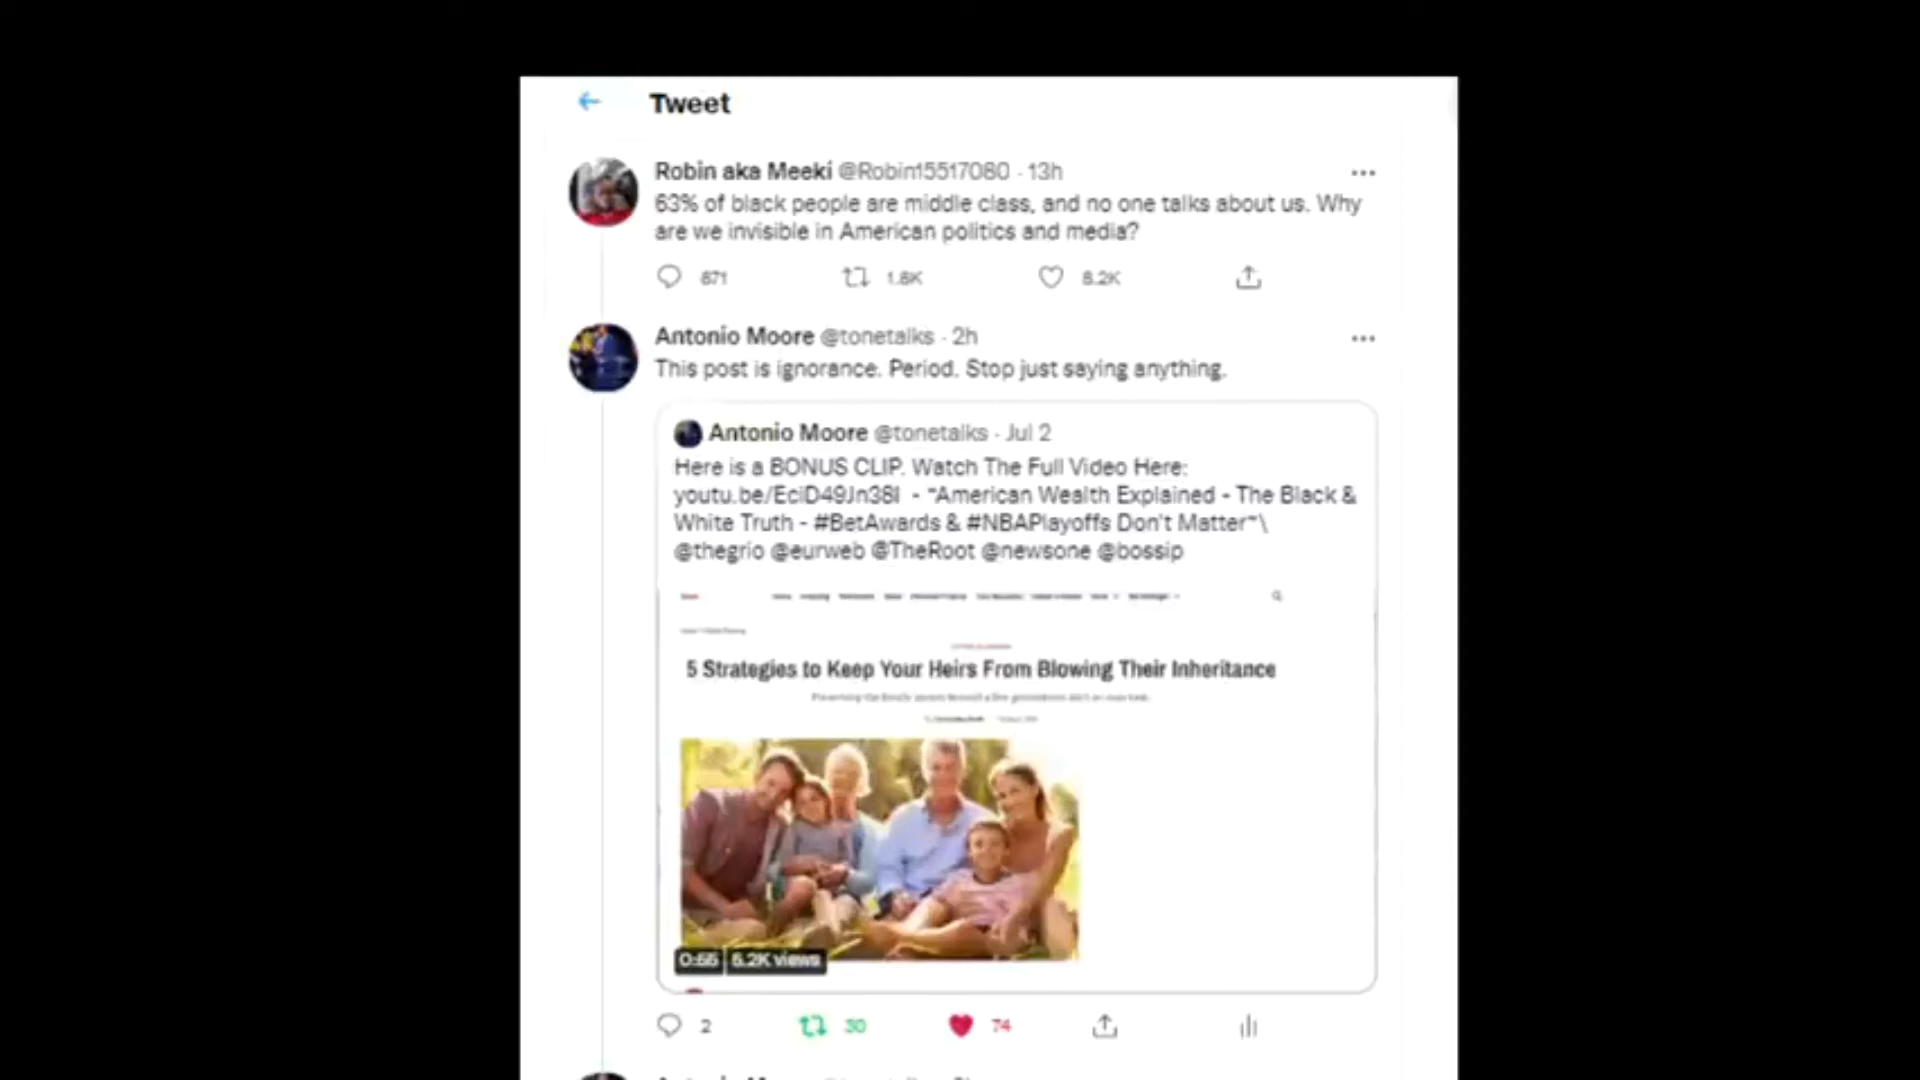 Tweet
Robin aka Meeki @Robin15517080 · 13h
63% of black people are middle class, and no one talks about us. Why
are we invisible in American politics and media?
671 1.8K 8.2K
Antonio Moore @tonetalks · 2h
This post is ignorance. Period. Stop just saying anything.
Antonio Moore @tonetalks · Jul 2
Here is a BONUS CLIP. Watch The Full Video Here:
youtu.be/EciD49Jn38I - "American Wealth Explained - The Black &
White Truth - #BetAwards & #NBAPlayoffs Don't Matter"\
@thegrio @eurweb @TheRoot @newsone @bossip
5 Strategies to Keep Your Heirs From Blowing Their Inheritance
0:55 5.2K views
2 30 74